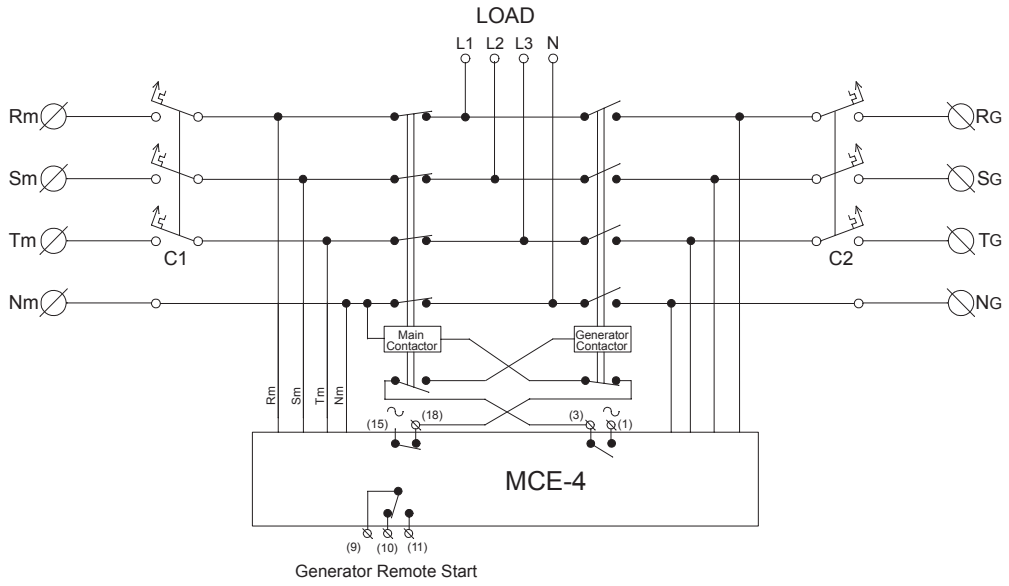 LOAD
L1 L2 L3 N
Rm RG
Sm SG
Tm TG
C1 C2
Nm NG
Main Contactor
Generator Contactor
Rm Sm Tm Nm
(15) (18) (3) (1)
MCE-4
(9) (10) (11)
Generator Remote Start